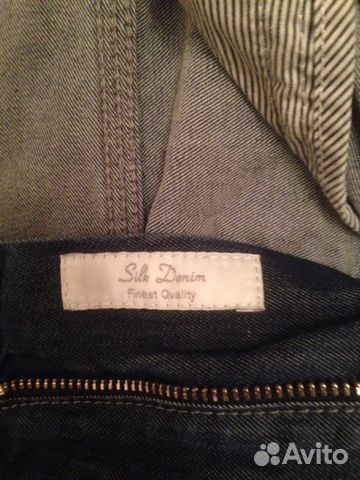 Silk Denim
Finest Quality
Avito